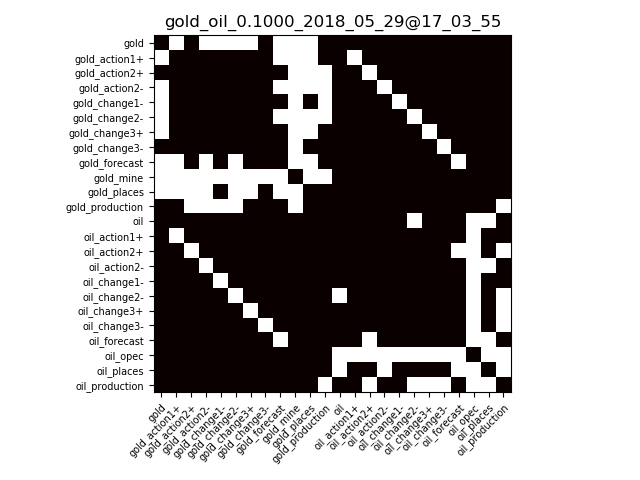 gold_oil_0.1000_2018_05_29@17_03_55
gold
gold_action1+
gold_action2+
gold_action2-
gold_change1-
gold_change2-
gold_change3+
gold_change3-
gold_forecast
gold_mine
gold_places
gold_production
oil
oil_action1+
oil_action2+
oil_action2-
oil_change1-
oil_change2-
oil_change3+
oil_change3-
oil_forecast
oil_opec
oil_places
oil_production
gold
gold_action1+
gold_action2+
gold_action2-
gold_change1-
gold_change2-
gold_change3+
gold_change3-
gold_forecast
gold_mine
gold_places
gold_production
oil
oil_action1+
oil_action2+
oil_action2-
oil_change1-
oil_change2-
oil_change3+
oil_change3-
oil_forecast
oil_opec
oil_places
oil_production